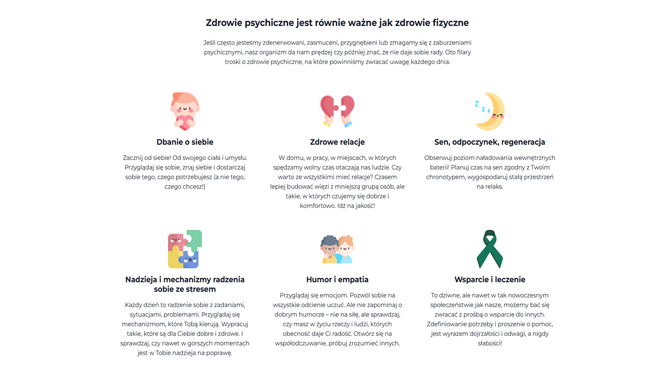 Zdrowie psychiczne jest równie ważne jak zdrowie fizyczne
Jeśli często jesteśmy zdenerwowani, zasmuceni, przygnębieni lub zmagamy się z zaburzeniami
psychicznymi, nasz organizm da nam prędzej czy później znać, że nie daje sobie rady. Oto filary
troski o zdrowie psychiczne, na które powinniśmy zwracać uwagę każdego dnia:
Dbanie o siebie
Zacznij od siebie! Od swojego ciała i umysłu.
Przyglądaj się sobie, znaj siebie i dostarczaj
sobie tego, czego potrzebujesz (a nie tego,
czego chcesz!)
Zdrowe relacje
W domu, w pracy, w miejscach, w których
spędzamy wolny czas otaczają nas ludzie. Czy
warto ze wszystkimi mieć relacje? Czasem
lepiej budować więzi z mniejszą grupą osób, ale
takie, w których czujemy się dobrze i
komfortowo. Idź na jakość!
Sen, odpoczynek, regeneracja
Obserwuj poziom naładowania wewnętrznych
baterii! Planuj czas na sen zgodny z Twoim
chronotypem, wygospodaruj stałą przestrzeń
na relaks.
Nadzieja i mechanizmy radzenia
sobie ze stresem
Każdy dzień to radzenie sobie z zadaniami,
sytuacjami, problemami. Przyglądaj się
mechanizmom, które Tobą kierują. Wypracuj
takie, które są dla Ciebie dobre i zdrowe. I
sprawdzaj, czy nawet w gorszych momentach
jest w Tobie nadzieja na poprawę.
Humor i empatia
Przyglądaj się emocjom. Pozwól sobie na
wszystkie odcienie uczuć. Ale nie zapominaj o
dobrym humorze – nie na siłę, ale sprawdzaj,
czy masz w życiu rzeczy i ludzi, których
obecność daje Ci radość. Otwórz się na
współodczuwanie, próbuj zrozumieć innych.
Wsparcie i leczenie
To dziwne, ale nawet w tak nowoczesnym
społeczeństwie jak nasze, możemy bać się
zwracać z prośbą o wsparcie do innych.
Zdefiniowanie potrzeby i proszenie o pomoc,
jest wyrazem dojrzałości i odwagi, a nigdy
słabości!